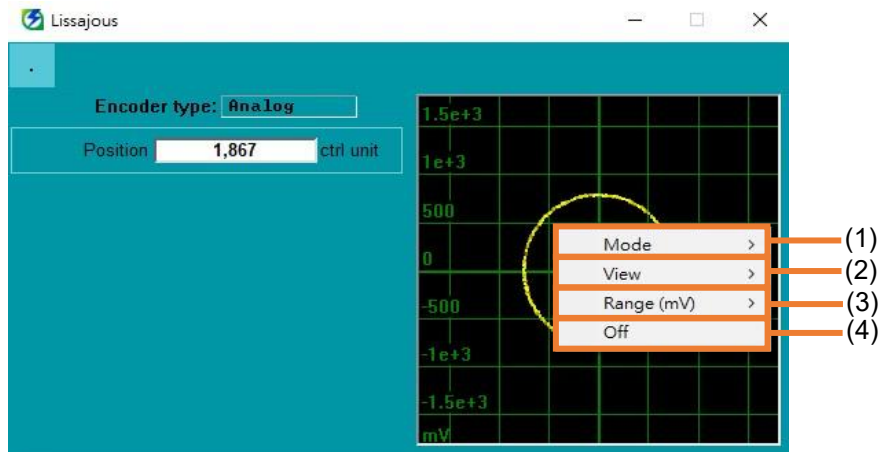 Lissajous
.
Encoder type: Analog
Position 1,867 ctrl unit
1.5e+3
1e+3
500
0
-500
-1e+3
-1.5e+3
mV
Mode > (1)
View > (2)
Range (mV) > (3)
Off (4)